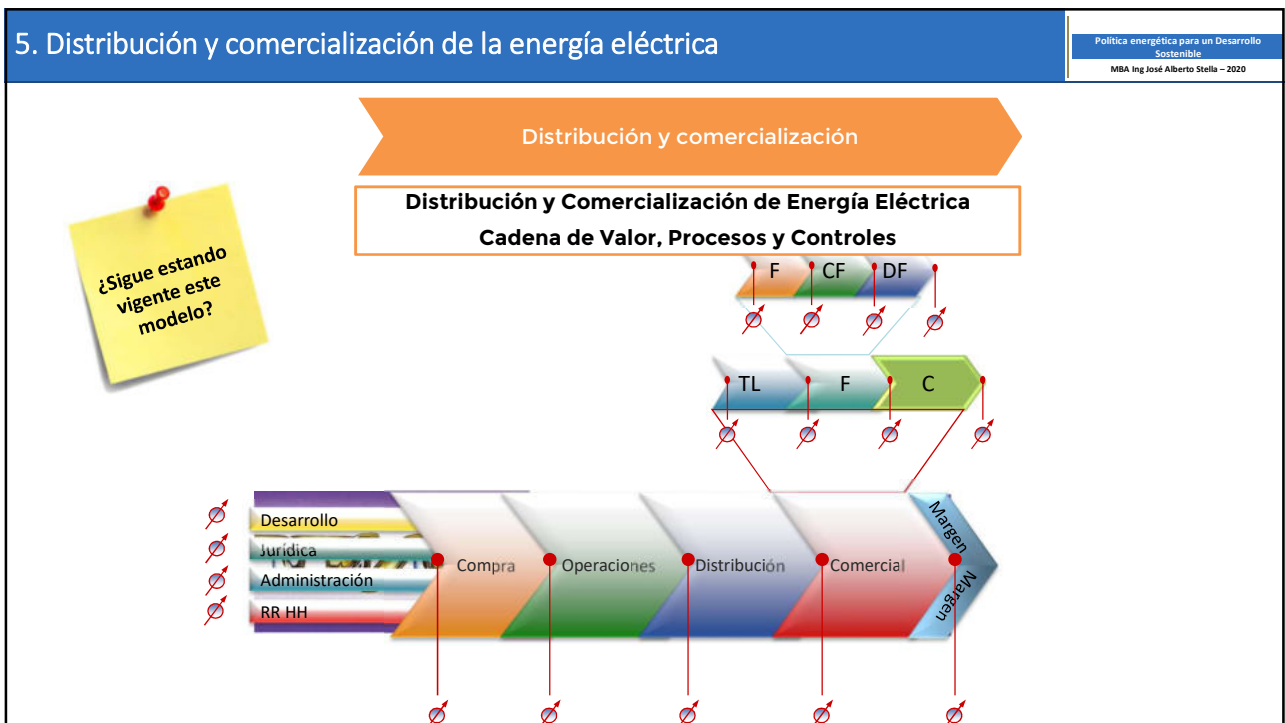 5. Distribución y comercialización de la energía eléctrica
Política energética para un Desarrollo
Sostenible
MBA Ing José Alberto Stella – 2020
Distribución y comercialización
Distribución y Comercialización de Energía Eléctrica
Cadena de Valor, Procesos y Controles
¿Sigue estando
vigente este
modelo?
F CF DF
TL F C
Desarrollo
Jurídica
Administración
RR HH
Compra
Operaciones
Distribución
Comercial
Margen
Margen